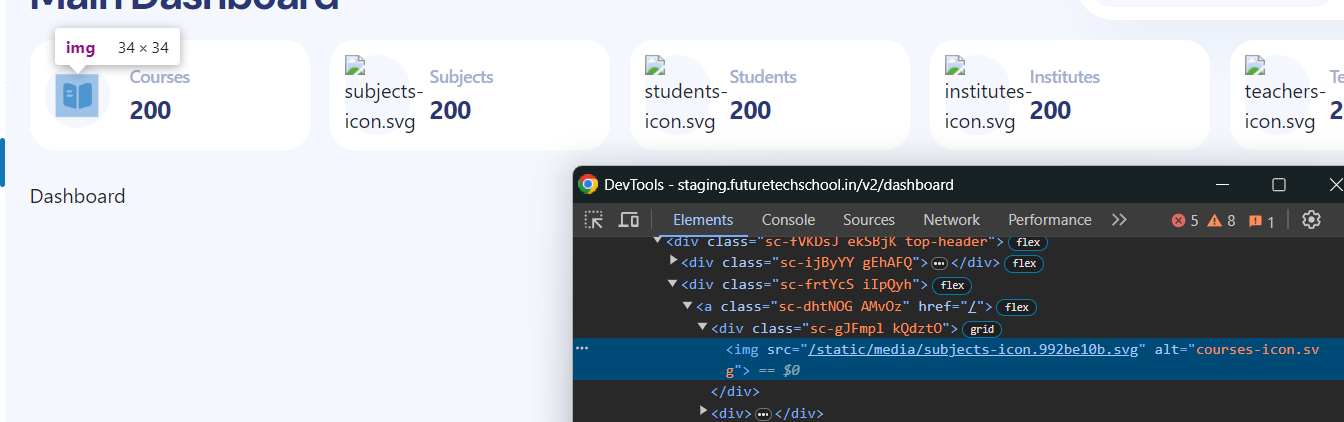 Main Dashboard
img 34 × 34
Courses
200
subjects-
icon.svg
Subjects
200
students-
icon.svg
Students
200
institutes-
icon.svg
Institutes
200
teachers-
icon.svg
Te
2
Dashboard
DevTools - staging.futuretechschool.in/v2/dashboard
Elements Console Sources Network Performance 5 8 1
<div class="sc-fVKDsJ ekSBjK top-header"> flex
<div class="sc-ijByYY gEhAFQ"> ••• </div> flex
<div class="sc-frtYcS iIpQyh"> flex
<a class="sc-dhtNOG AMvOz" href="/"> flex
<div class="sc-gJFmpl kQdztO"> grid
<img src="/static/media/subjects-icon.992be10b.svg" alt="courses-icon.sv
g"> == $0
</div>
<div> ••• </div>